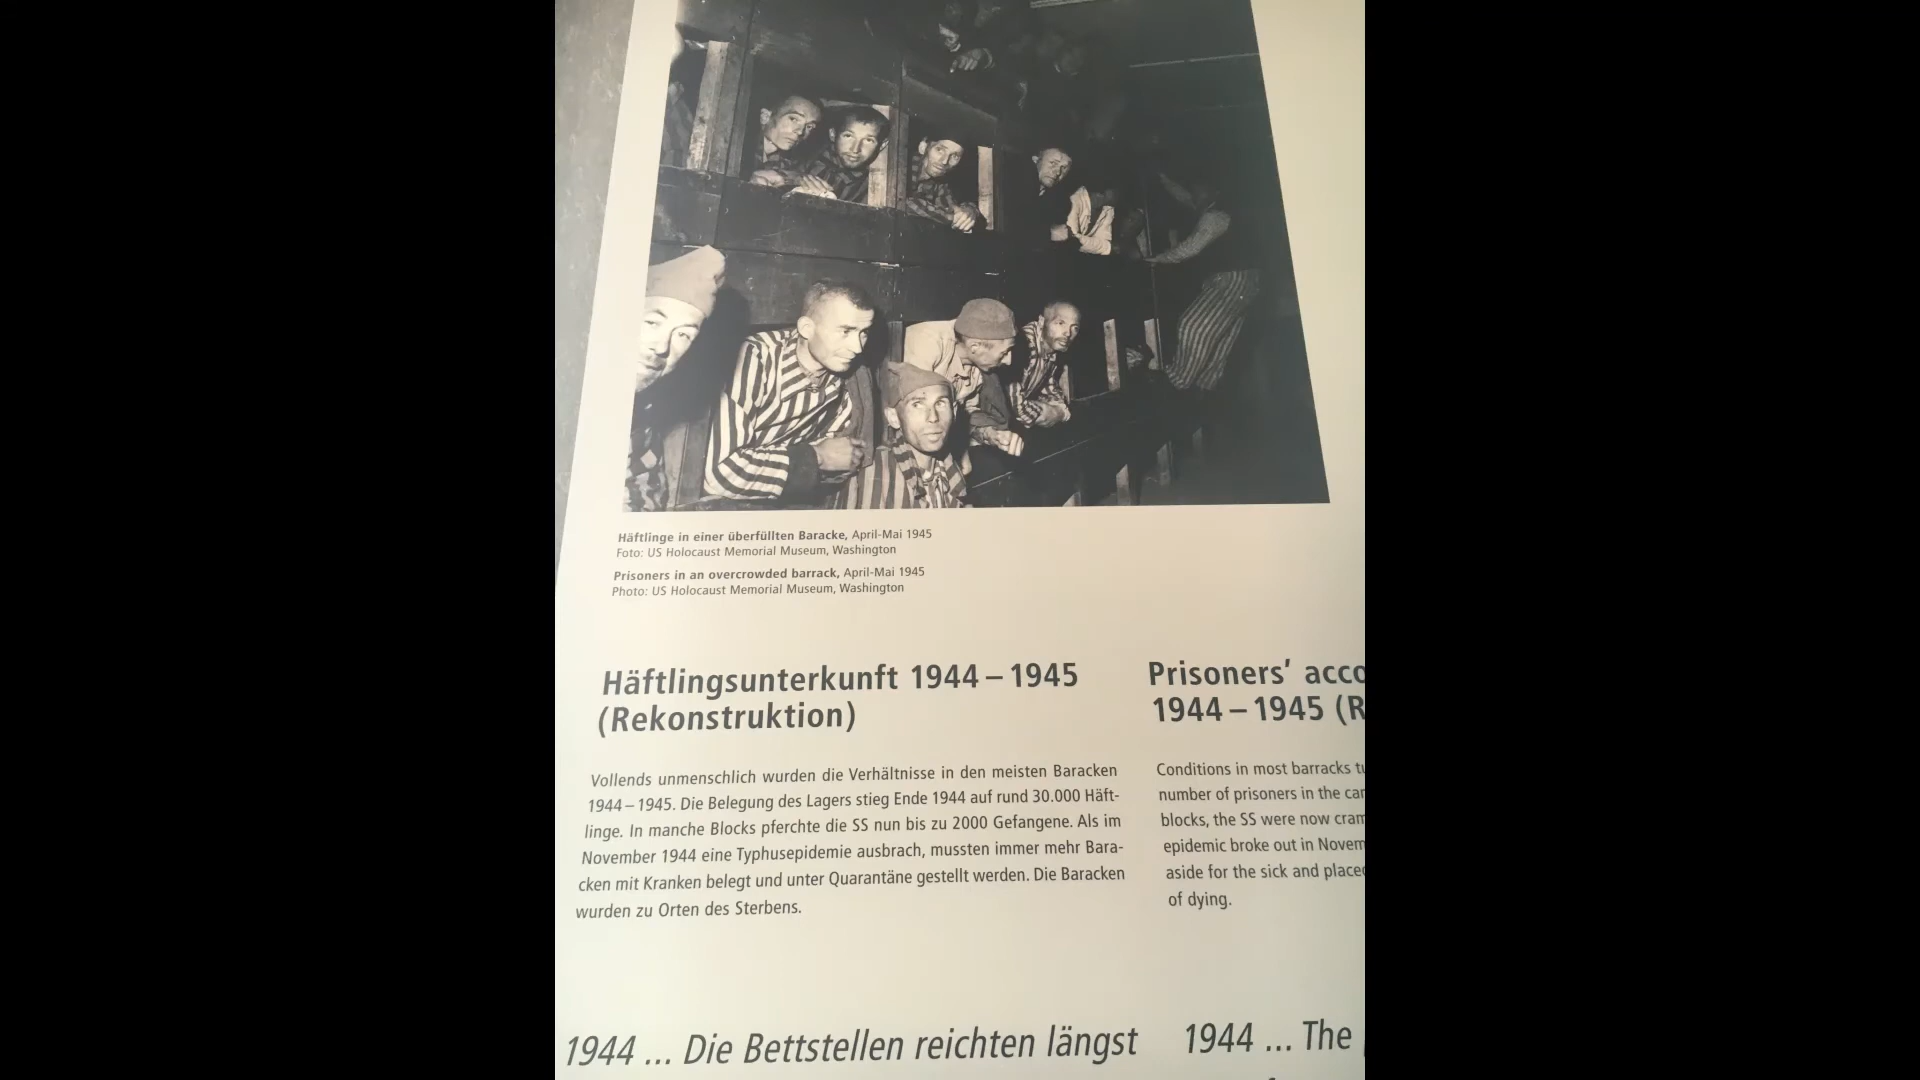 Häftlinge in einer überfüllten Baracke, April-Mai 1945
Foto: US Holocaust Memorial Museum, Washington
Prisoners in an overcrowded barrack, April-Mai 1945
Photo: US Holocaust Memorial Museum, Washington
Häftlingsunterkunft 1944 – 1945
(Rekonstruktion)
Vollends unmenschlich wurden die Verhältnisse in den meisten Baracken
1944 – 1945. Die Belegung des Lagers stieg Ende 1944 auf rund 30.000 Häft-
linge. In manche Blocks pferchte die SS nun bis zu 2000 Gefangene. Als im
November 1944 eine Typhusepidemie ausbrach, mussten immer mehr Bara-
cken mit Kranken belegt und unter Quarantäne gestellt werden. Die Baracken
wurden zu Orten des Sterbens.
Prisoners’
1944 – 1945
Conditions in most barracks
number of prisoners in the
blocks, the SS were now
epidemic broke out in
aside for the sick and
of dying.
1944 ... Die Bettstellen reichten längst
1944 ... The